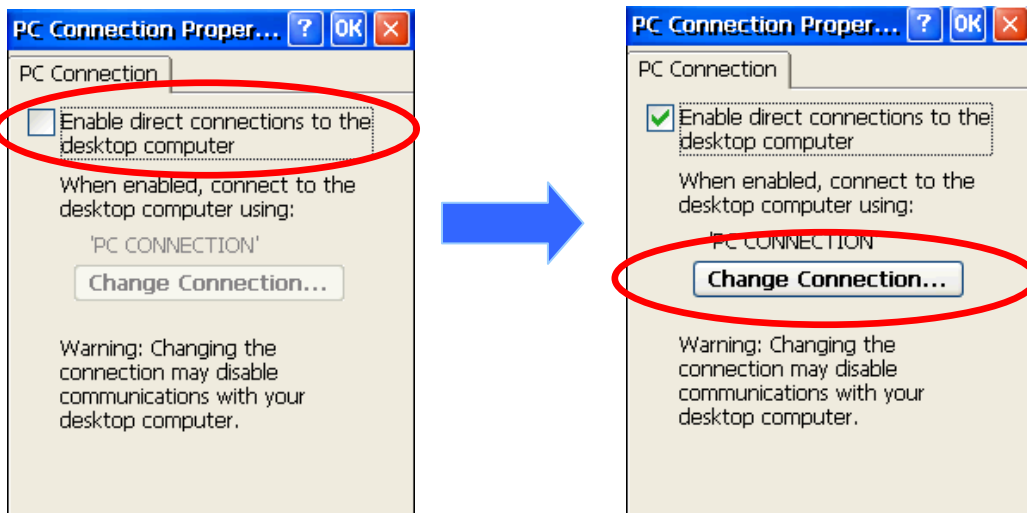 PC Connection Proper... ? OK
PC Connection
Enable direct connections to the
desktop computer
When enabled, connect to the
desktop computer using:
'PC CONNECTION'
Change Connection...
Warning: Changing the
connection may disable
communications with your
desktop computer.
PC Connection Proper... ? OK
PC Connection
Enable direct connections to the
desktop computer
When enabled, connect to the
desktop computer using:
'PC CONNECTION'
Change Connection...
Warning: Changing the
connection may disable
communications with your
desktop computer.